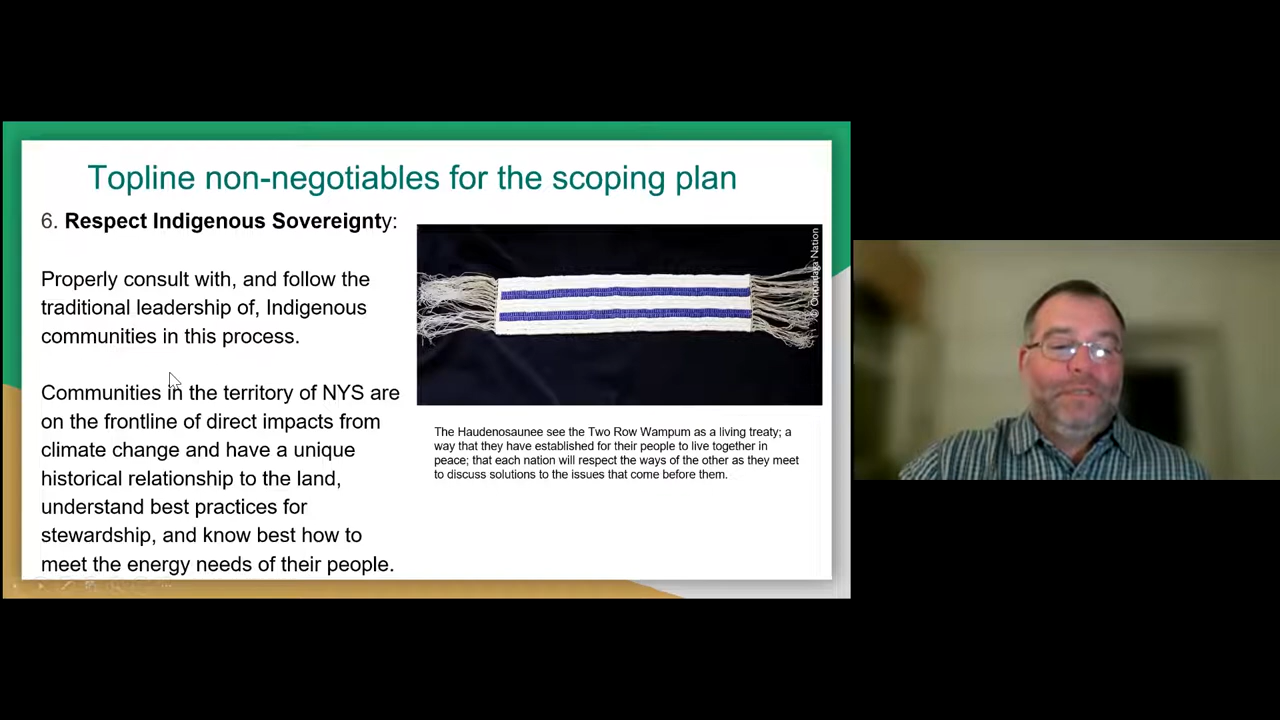 Topline non-negotiables for the scoping plan
6. Respect Indigenous Sovereignty:
Properly consult with, and follow the
traditional leadership of, Indigenous
communities in this process.
Communities in the territory of NYS are
on the frontline of direct impacts from
climate change and have a unique
historical relationship to the land,
understand best practices for
stewardship, and know best how to
meet the energy needs of their people.
© Onondaga Nation
The Haudenosaunee see the Two Row Wampum as a living treaty; a
way that they have established for their people to live together in
peace; that each nation will respect the ways of the other as they meet
to discuss solutions to the issues that come before them.